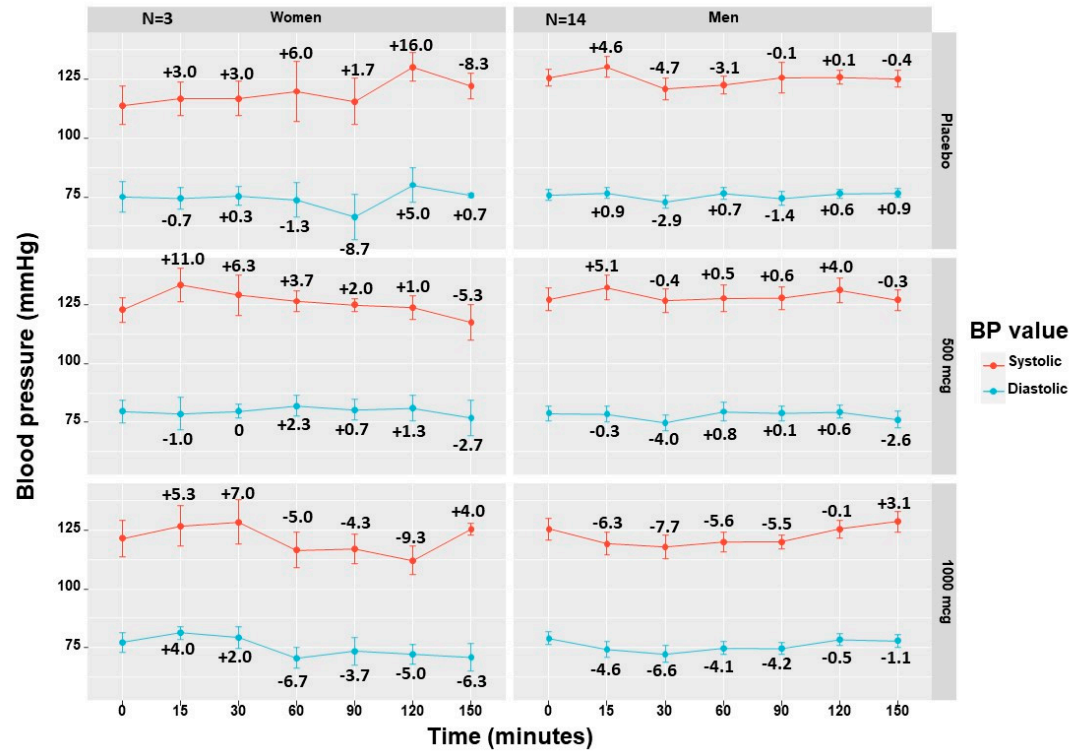 N=3 Women
N=14 Men
+3.0 +3.0 +6.0 +1.7 +16.0 -8.3
+4.6 -4.7 -3.1 -0.1 +0.1 -0.4
125
100
75
-0.7 +0.3 -1.3 -8.7 +5.0 +0.7
+0.9 -2.9 +0.7 -1.4 +0.6 +0.9
Placebo
+11.0 +6.3 +3.7 +2.0 +1.0 -5.3
+5.1 -0.4 +0.5 +0.6 +4.0 -0.3
125
100
75
-1.0 0 +2.3 +0.7 +1.3 -2.7
-0.3 -4.0 +0.8 +0.1 +0.6 -2.6
500 mcg
+5.3 +7.0 -5.0 -4.3 -9.3 +4.0
-6.3 -7.7 -5.6 -5.5 -0.1 +3.1
125
100
75
+4.0 +2.0 -6.7 -3.7 -5.0 -6.3
-4.6 -6.6 -4.1 -4.2 -0.5 -1.1
1000 mcg
0 15 30 60 90 120 150
0 15 30 60 90 120 150
Time (minutes)
Blood pressure (mmHg)
BP value
Systolic
Diastolic